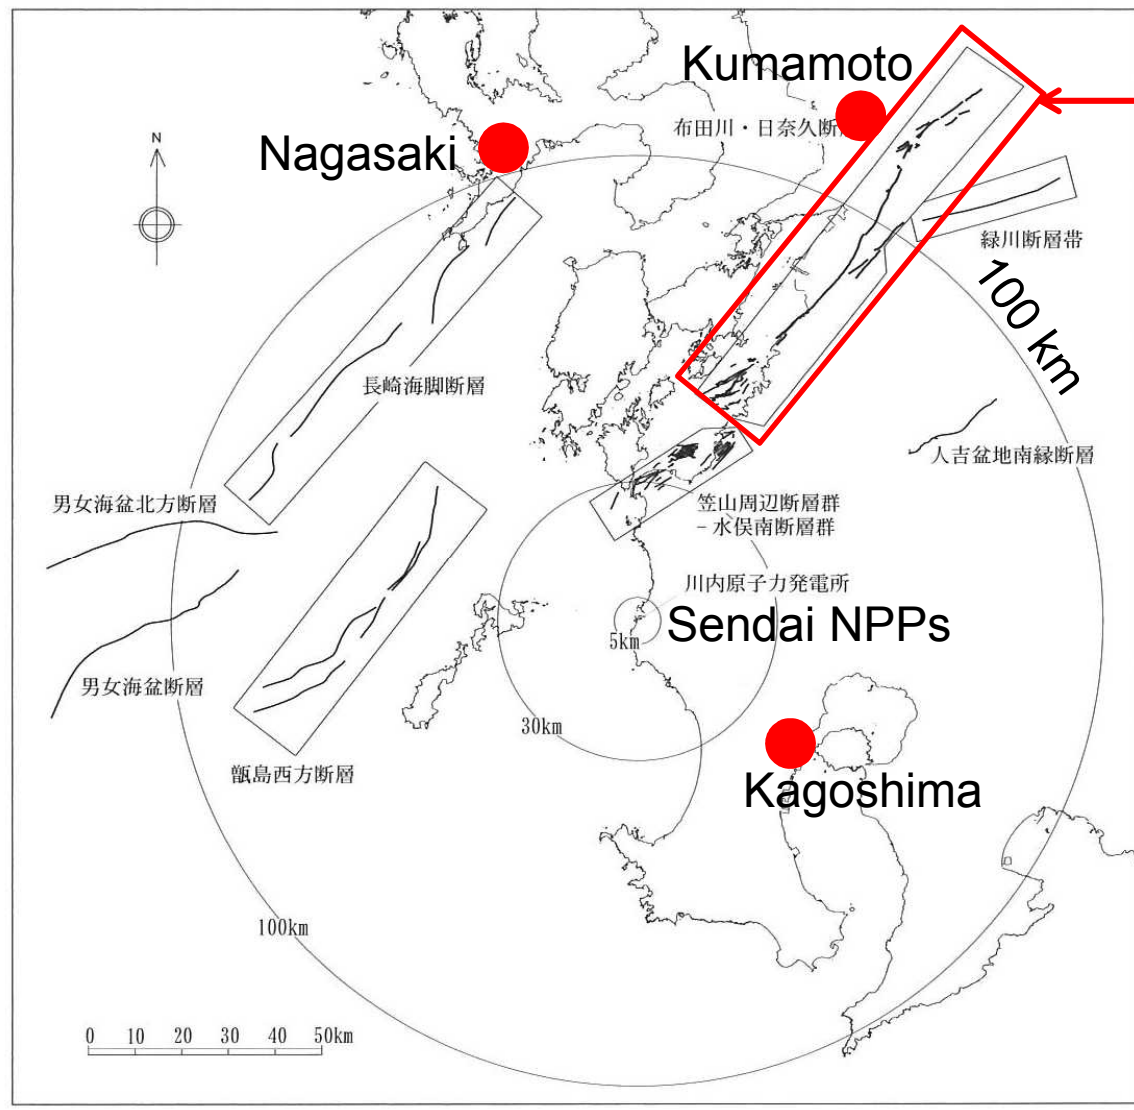 Kumamoto
布田川・日奈久断
Nagasaki
N
緑川断層帯
100 km
長崎海脚断層
人吉盆地南縁断層
男女海盆北方断層
笠山周辺断層群
－水俣南断層群
川内原子力発電所
Sendai NPPs
5km
男女海盆断層
30km
甑島西方断層
Kagoshima
100km
0 10 20 30 40 50km